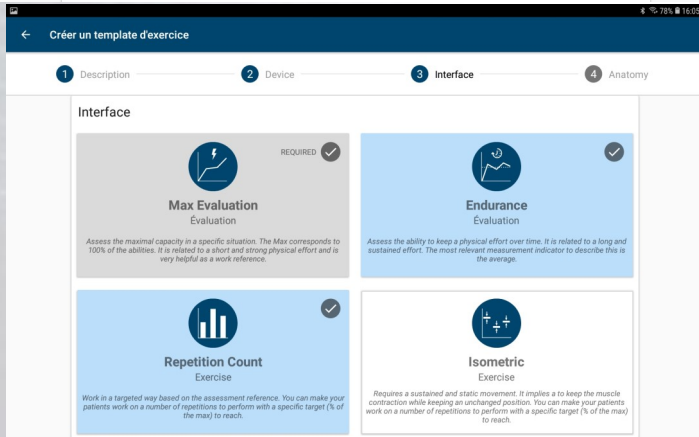 78% 16:05
Créer un template d'exercice
1 Description 2 Device 3 Interface 4 Anatomy
Interface
REQUIRED
Max Evaluation
Évaluation
Assess the maximal capacity in a specific situation. The Max corresponds to
100% of the abilities. It is related to a short and strong physical effort and is
very helpful as a work reference.
Endurance
Évaluation
Assess the ability to keep a physical effort over time. It is related to a long and
sustained effort. The most relevant measurement indicator to describe this is
the average.
Repetition Count
Exercise
Work in a targeted way based on the assessment reference. You can make your
patients work on a number of repetitions to perform with a specific target (% of
the max) to reach.
Isometric
Exercise
Requires a sustained and static movement. It implies a to keep the muscle
contraction while keeping an unchanged position. You can make your patients
work on a number of repetitions to perform with a specific target (% of the max)
to reach.